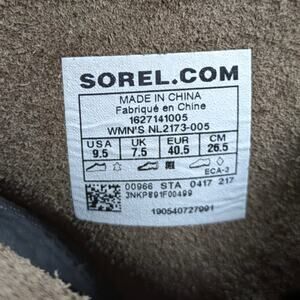 SOREL.COM
MADE IN CHINA
Fabriqué en Chine
1627141005
WMN'S NL2173-005
USA UK EUR CM
9.5 7.5 40.5 26.5
ECA-3
00966 STA 0417 217
3NKP891F00499
190540727991